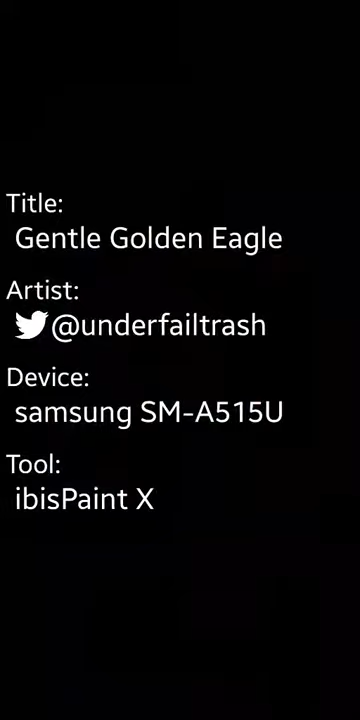 Title:
Gentle Golden Eagle
Artist:
@underfailtrash
Device:
samsung SM-A515U
Tool:
ibisPaint X